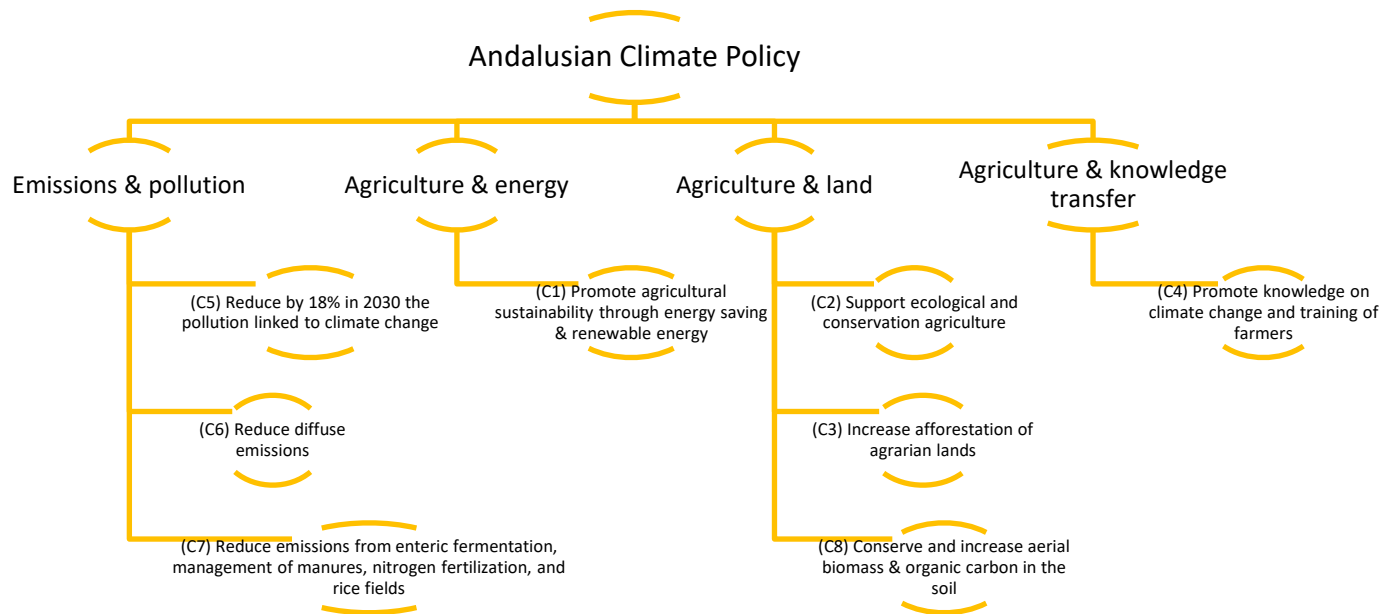 Andalusian Climate Policy
Emissions & pollution
Agriculture & energy
Agriculture & land
Agriculture & knowledge
transfer
(C5) Reduce by 18% in 2030 the
pollution linked to climate change
(C6) Reduce diffuse
emissions
(C7) Reduce emissions from enteric fermentation,
management of manures, nitrogen fertilization, and
rice fields
(C1) Promote agricultural
sustainability through energy saving
& renewable energy
(C2) Support ecological and
conservation agriculture
(C3) Increase afforestation of
agrarian lands
(C8) Conserve and increase aerial
biomass & organic carbon in the
soil
(C4) Promote knowledge on
climate change and training of
farmers